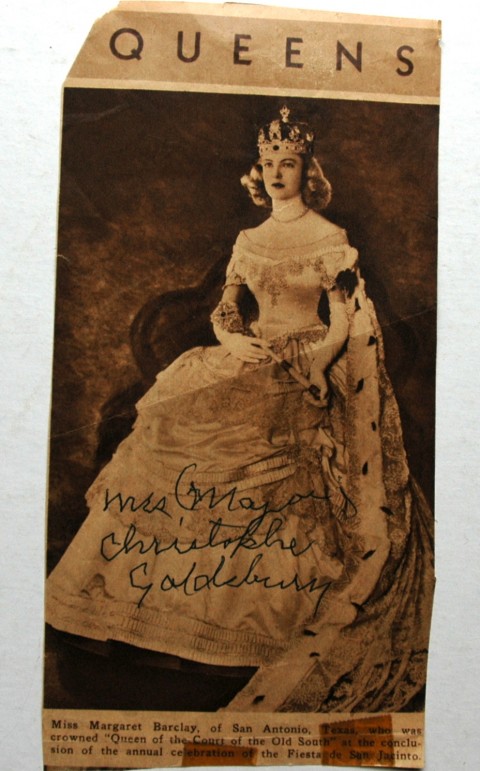 QUEENS
Mrs (Major)
Christophe
Goldsbury
Miss Margaret Barclay, of San Antonio, Texas, who was
crowned "Queen of the Court of the Old South" at the conclu-
sion of the annual celebration of the Fiesta de San Jacinto.